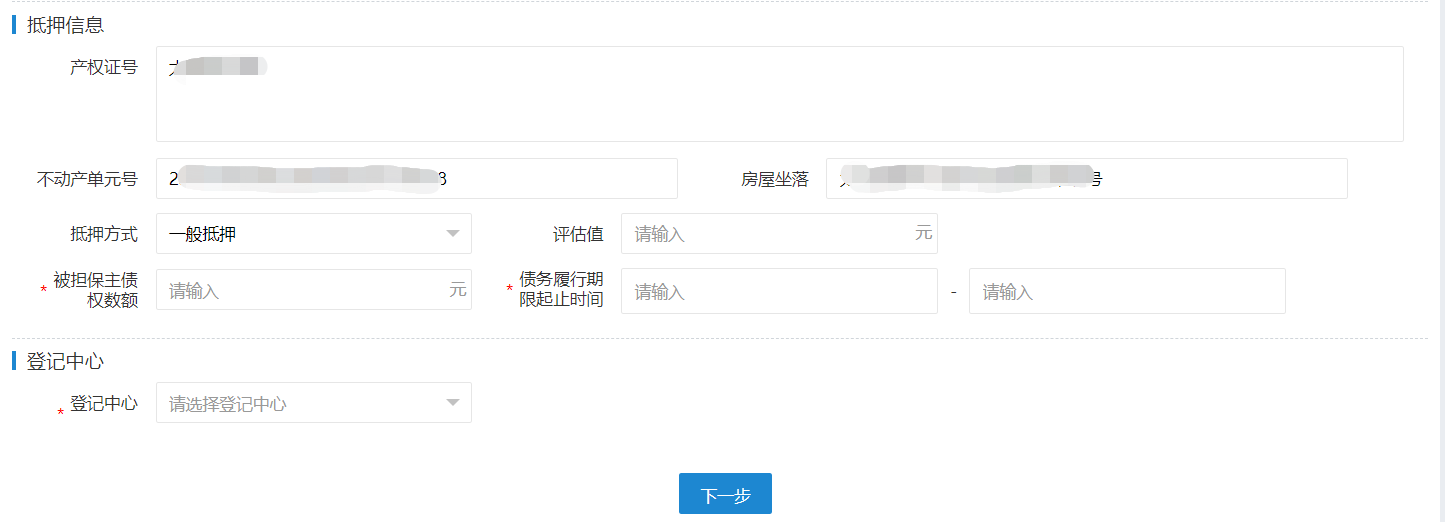 抵押信息
产权证号
不动产单元号 2 8 房屋坐落 号
抵押方式 一般抵押 评估值 请输入 元
* 被担保主债
权数额 请输入 元 * 债务履行期
限起止时间 请输入 - 请输入
登记中心
* 登记中心 请选择登记中心
下一步